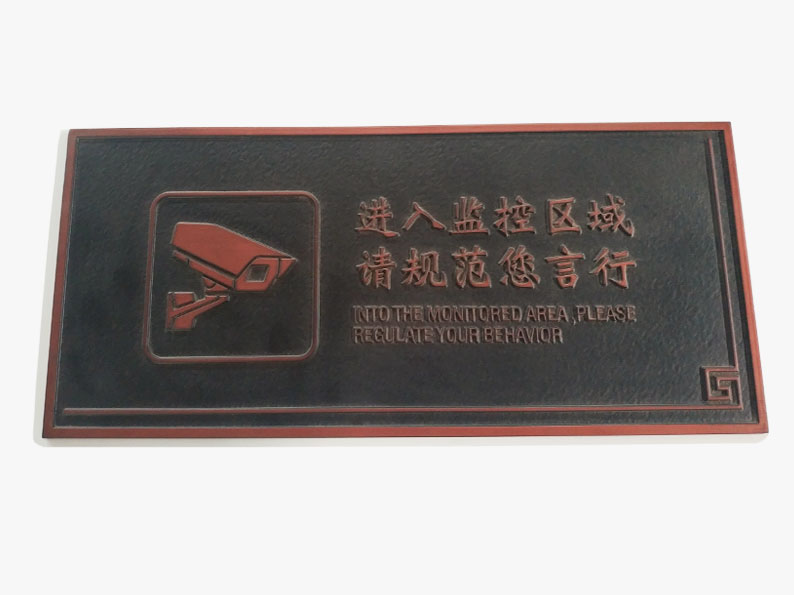 进入监控区域
请规范您言行
INTO THE MONITORED AREA ,PLEASE
REGULATE YOUR BEHAVIOR